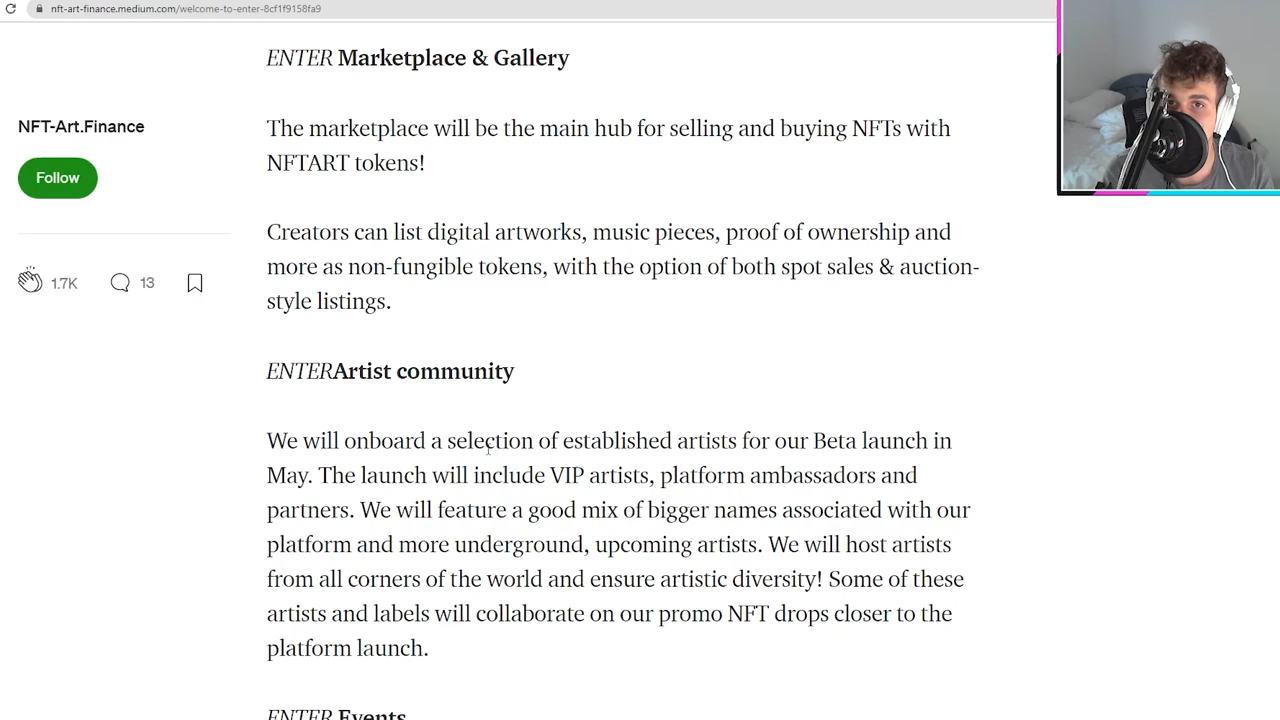 nft-art-finance.medium.com/welcome-to-enter-8cf1f9158fa9
ENTER Marketplace & Gallery
NFT-Art.Finance
Follow
1.7K
13
The marketplace will be the main hub for selling and buying NFTs with
NFTART tokens!
Creators can list digital artworks, music pieces, proof of ownership and
more as non-fungible tokens, with the option of both spot sales & auction-
style listings.
ENTERArtist community
We will onboard a selection of established artists for our Beta launch in
May. The launch will include VIP artists, platform ambassadors and
partners. We will feature a good mix of bigger names associated with our
platform and more underground, upcoming artists. We will host artists
from all corners of the world and ensure artistic diversity! Some of these
artists and labels will collaborate on our promo NFT drops closer to the
platform launch.
ENTER Events